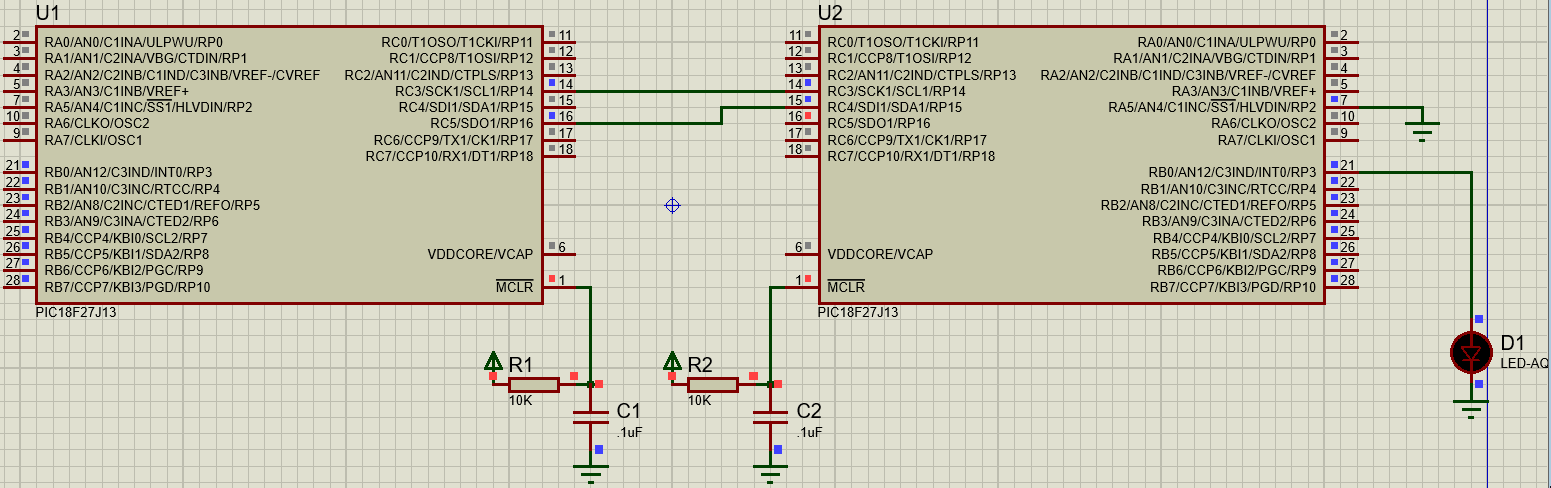 U1
U2
2 RA0/AN0/C1INA/ULPWU/RP0 RC0/T1OSO/T1CKI/RP11 11
3 RA1/AN1/C2INA/VBG/CTDIN/RP1 RC1/CCP8/T1OSI/RP12 12
4 RA2/AN2/C2INB/C1IND/C3INB/VREF-/CVREF RC2/AN11/C2IND/CTPLS/RP13 13
5 RA3/AN3/C1INB/VREF+ RC3/SCK1/SCL1/RP14 14
7 RA5/AN4/C1INC/SS1/HLVDIN/RP2 RC4/SDI1/SDA1/RP15 15
10 RA6/CLKO/OSC2 RC5/SDO1/RP16 16
9 RA7/CLKI/OSC1 RC6/CCP9/TX1/CK1/RP17 17
RC7/CCP10/RX1/DT1/RP18 18
21 RB0/AN12/C3IND/INT0/RP3
22 RB1/AN10/C3INC/RTCC/RP4
23 RB2/AN8/C2INC/CTED1/REFO/RP5
24 RB3/AN9/C3INA/CTED2/RP6
25 RB4/CCP4/KBI0/SCL2/RP7
26 RB5/CCP5/KBI1/SDA2/RP8 VDDCORE/VCAP 6
27 RB6/CCP6/KBI2/PGC/RP9
28 RB7/CCP7/KBI3/PGD/RP10 MCLR 1
PIC18F27J13
11 RC0/T1OSO/T1CKI/RP11 RA0/AN0/C1INA/ULPWU/RP0 2
12 RC1/CCP8/T1OSI/RP12 RA1/AN1/C2INA/VBG/CTDIN/RP1 3
13 RC2/AN11/C2IND/CTPLS/RP13 RA2/AN2/C2INB/C1IND/C3INB/VREF-/CVREF 4
14 RC3/SCK1/SCL1/RP14 RA3/AN3/C1INB/VREF+ 5
15 RC4/SDI1/SDA1/RP15 RA5/AN4/C1INC/SS1/HLVDIN/RP2 7
16 RC5/SDO1/RP16 RA6/CLKO/OSC2 10
17 RC6/CCP9/TX1/CK1/RP17 RA7/CLKI/OSC1 9
18 RC7/CCP10/RX1/DT1/RP18
RB0/AN12/C3IND/INT0/RP3 21
RB1/AN10/C3INC/RTCC/RP4 22
RB2/AN8/C2INC/CTED1/REFO/RP5 23
RB3/AN9/C3INA/CTED2/RP6 24
RB4/CCP4/KBI0/SCL2/RP7 25
6 VDDCORE/VCAP RB5/CCP5/KBI1/SDA2/RP8 26
RB6/CCP6/KBI2/PGC/RP9 27
1 MCLR RB7/CCP7/KBI3/PGD/RP10 28
PIC18F27J13
R1
10K
R2
10K
C1
.1uF
C2
.1uF
D1
LED-AQ